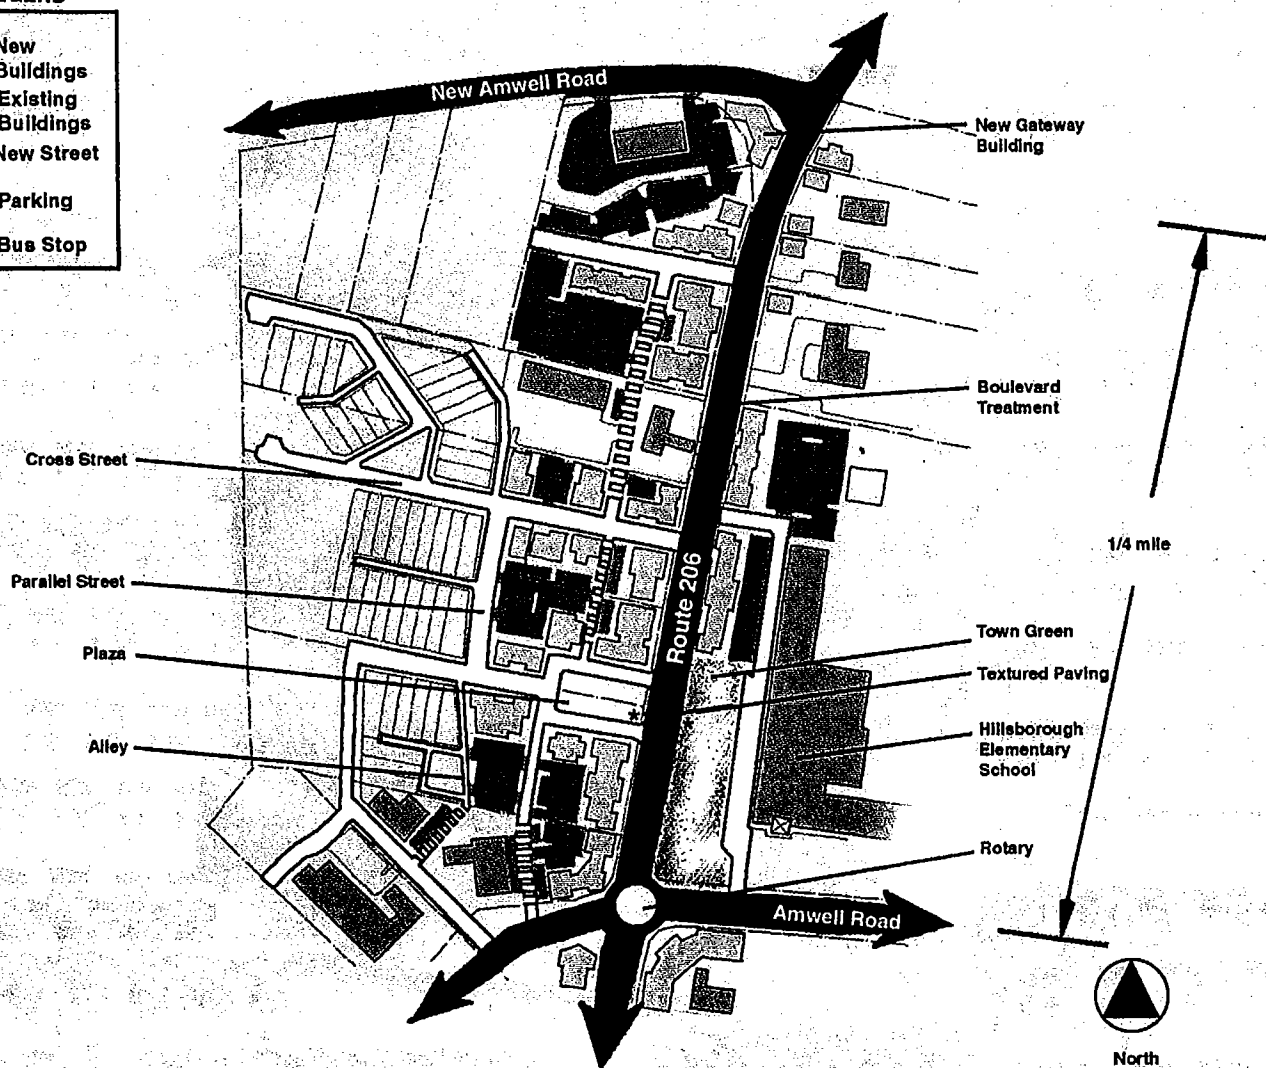 New
Buildings
Existing
Buildings
New Street
Parking
Bus Stop
New Amwell Road
New Gateway
Building
Boulevard
Treatment
Cross Street
1/4 mile
Parallel Street
Route 206
Town Green
Plaza
Textured Paving
Hillsborough
Elementary
School
Alley
Rotary
Amwell Road
North